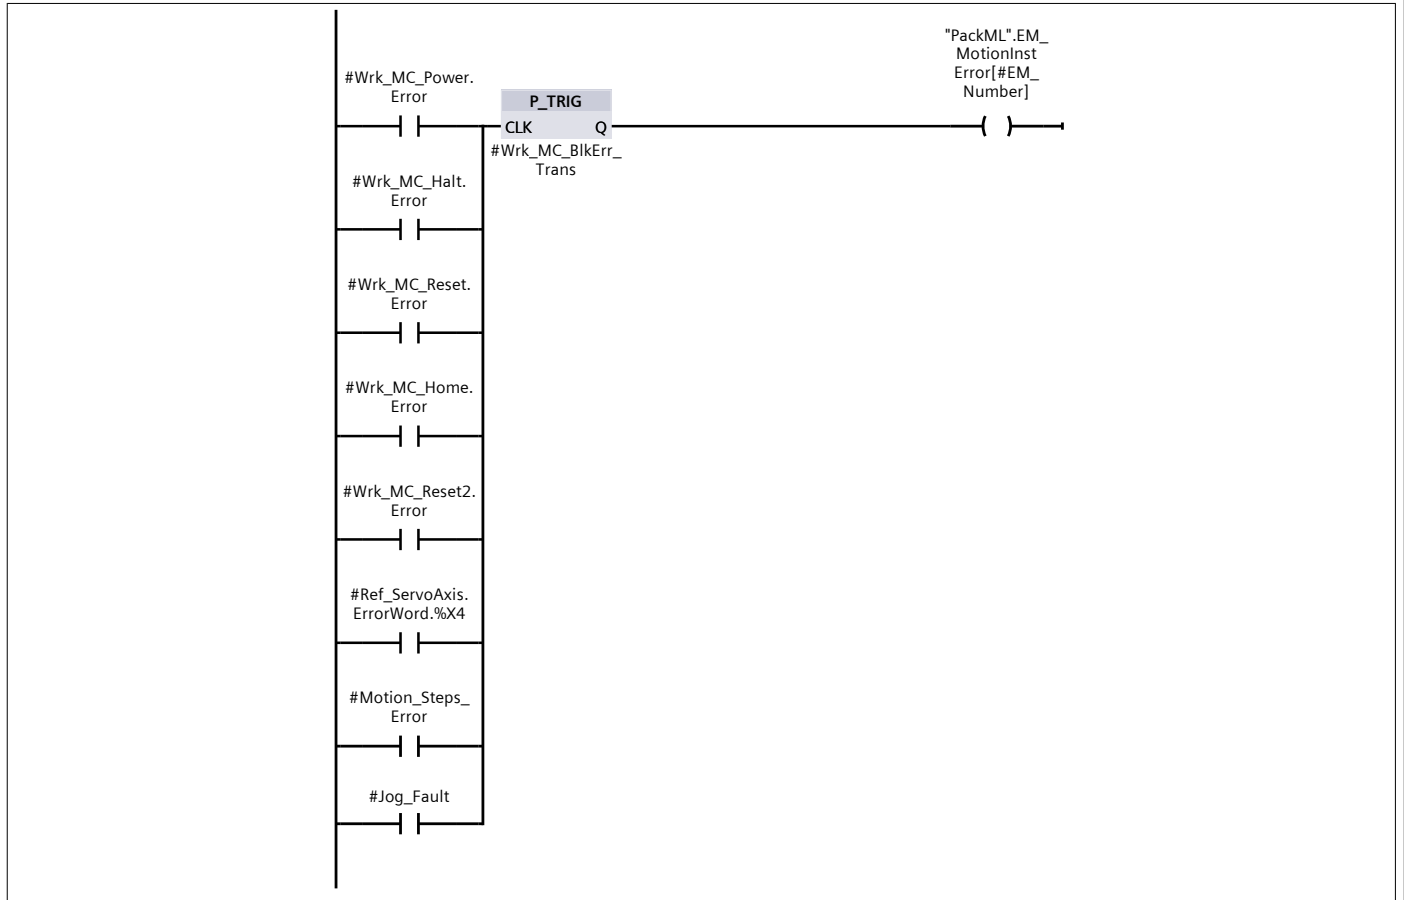 "PackML".EM_
MotionInst
Error[#EM_
Number]
#Wrk_MC_Power.
Error
P_TRIG
CLK Q
#Wrk_MC_BlkErr_
Trans
#Wrk_MC_Halt.
Error
#Wrk_MC_Reset.
Error
#Wrk_MC_Home.
Error
#Wrk_MC_Reset2.
Error
#Ref_ServoAxis.
ErrorWord.%X4
#Motion_Steps_
Error
#Jog_Fault